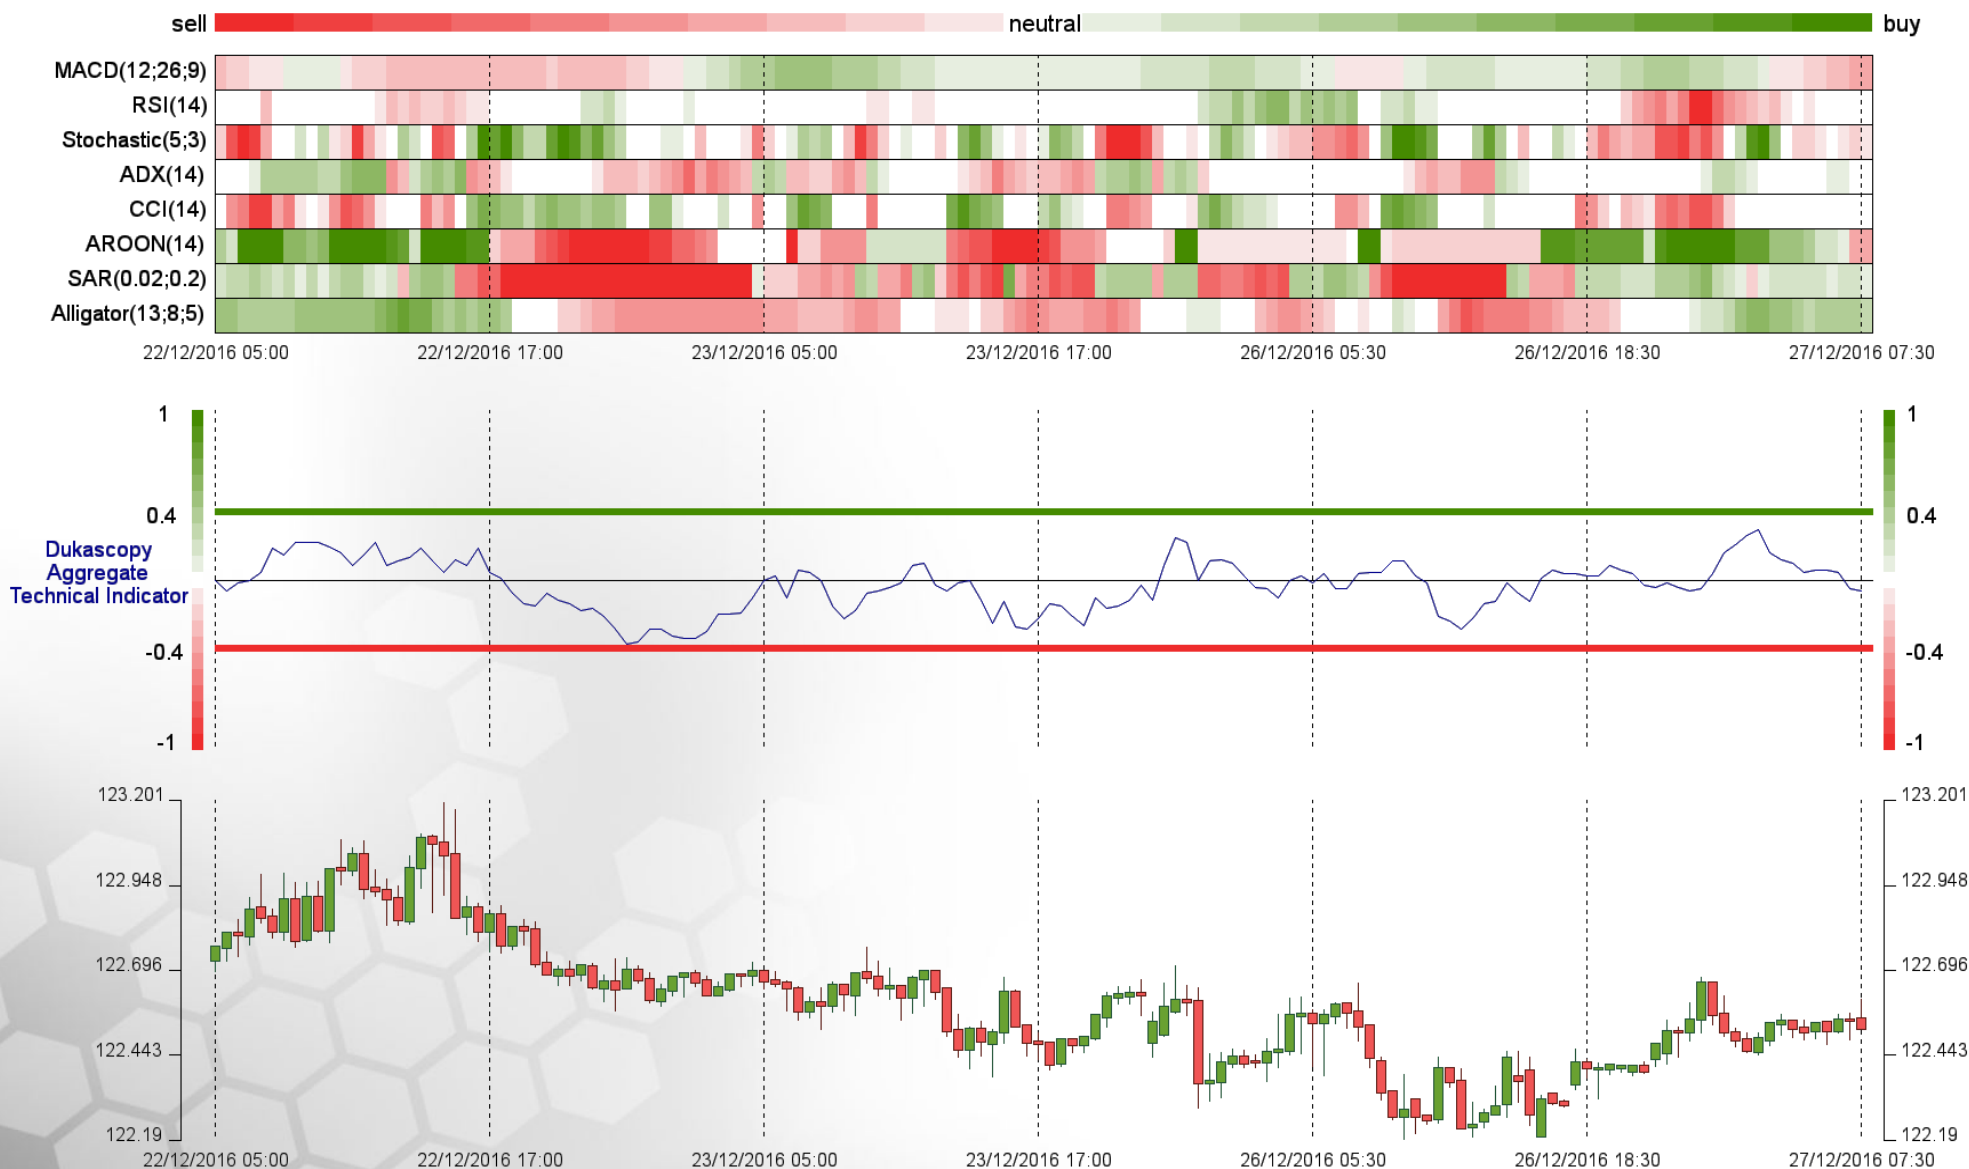 sell neutral buy
MACD(12;26;9)
RSI(14)
Stochastic(5;3)
ADX(14)
CCI(14)
AROON(14)
SAR(0.02;0.2)
Alligator(13;8;5)
22/12/2016 05:00 22/12/2016 17:00 23/12/2016 05:00 23/12/2016 17:00 26/12/2016 05:30 26/12/2016 18:30 27/12/2016 07:30
1 1
0.4 0.4
Dukascopy
Aggregate
Technical Indicator
-0.4 -0.4
-1 -1
123.201 123.201
122.948 122.948
122.696 122.696
122.443 122.443
122.19 122.19
22/12/2016 05:00 22/12/2016 17:00 23/12/2016 05:00 23/12/2016 17:00 26/12/2016 05:30 26/12/2016 18:30 27/12/2016 07:30